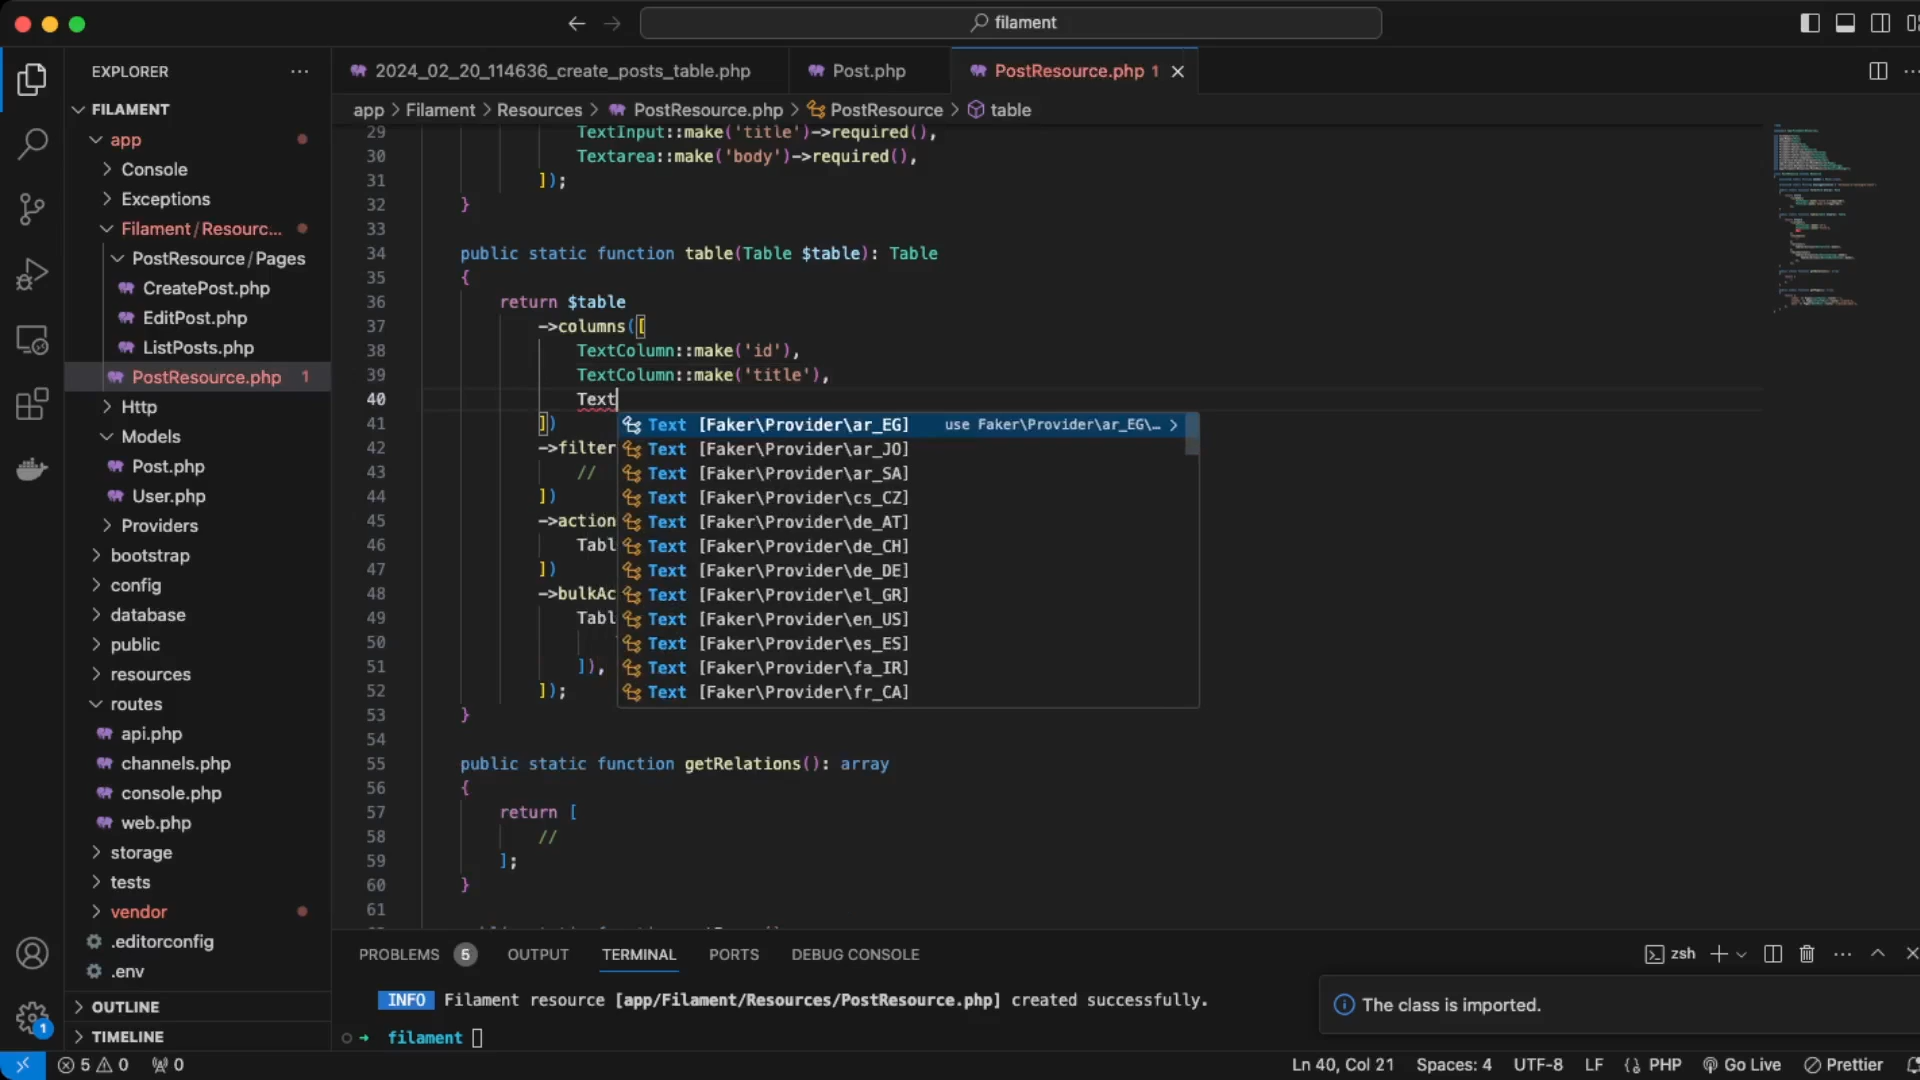 filament
EXPLORER
2024_02_20_114636_create_posts_table.php
Post.php
PostResource.php 1
FILAMENT
app > Filament > Resources > PostResource.php > PostResource > table
app
Console
Exceptions
Filament/Resourc...
PostResource/Pages
CreatePost.php
EditPost.php
ListPosts.php
PostResource.php 1
Http
Models
Post.php
User.php
Providers
bootstrap
config
database
public
resources
routes
api.php
channels.php
console.php
web.php
storage
tests
vendor
.editorconfig
.env
OUTLINE
TIMELINE
29 TextInput::make('title')->required(),
30 Textarea::make('body')->required(),
31 ]);
32 }
33
34 public static function table(Table $table): Table
35 {
36 return $table
37 ->columns([
38 TextColumn::make('id'),
39 TextColumn::make('title'),
40 Text
41 ])
42 ->filter
43 //
44 ])
45 ->action
46 Tabl
47 ])
48 ->bulkAc
49 Tabl
50
51 ]),
52 ]);
53 }
54
55 public static function getRelations(): array
56 {
57 return [
58 //
59 ];
60 }
61
Text [Faker\Provider\ar_EG] use Faker\Provider\ar_EG\… >
Text [Faker\Provider\ar_JO]
Text [Faker\Provider\ar_SA]
Text [Faker\Provider\cs_CZ]
Text [Faker\Provider\de_AT]
Text [Faker\Provider\de_CH]
Text [Faker\Provider\de_DE]
Text [Faker\Provider\el_GR]
Text [Faker\Provider\en_US]
Text [Faker\Provider\es_ES]
Text [Faker\Provider\fa_IR]
Text [Faker\Provider\fr_CA]
PROBLEMS 5 OUTPUT TERMINAL PORTS DEBUG CONSOLE zsh
INFO Filament resource [app/Filament/Resources/PostResource.php] created successfully.
filament
The class is imported.
1
5 0 0 Ln 40, Col 21 Spaces: 4 UTF-8 LF PHP Go Live Prettier